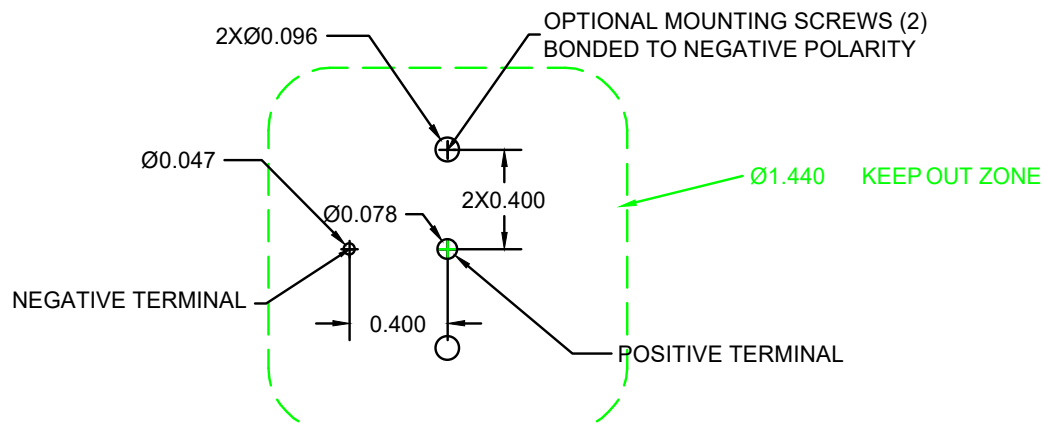 OPTIONAL MOUNTING SCREWS (2)
BONDED TO NEGATIVE POLARITY
2XØ0.096
Ø0.047
Ø1.440 KEEP OUT ZONE
2X0.400
Ø0.078
NEGATIVE TERMINAL
0.400
POSITIVE TERMINAL